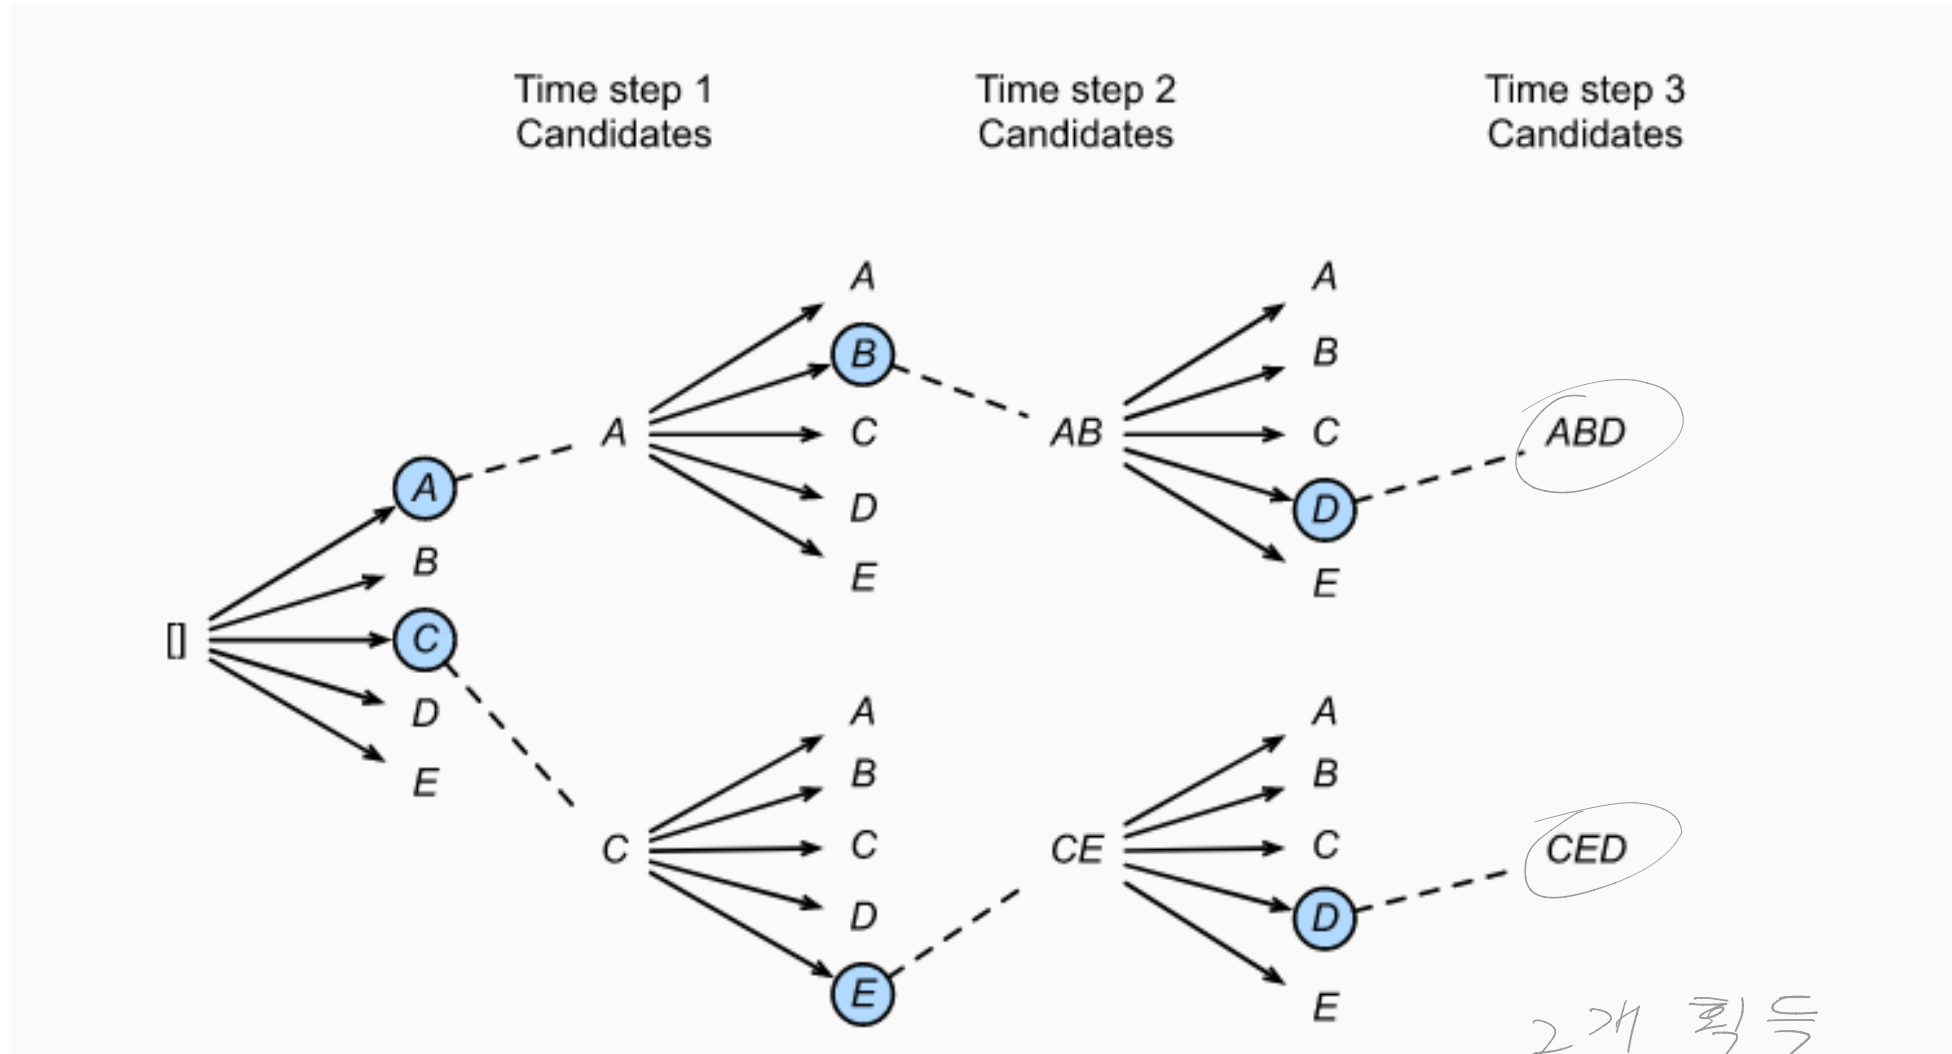 Time step 1
Candidates
Time step 2
Candidates
Time step 3
Candidates
[]
A
B
C
D
E
A
C
A
B
C
D
E
A
B
C
D
E
AB
CE
A
B
C
D
E
A
B
C
D
E
ABD
CED
2개 획득